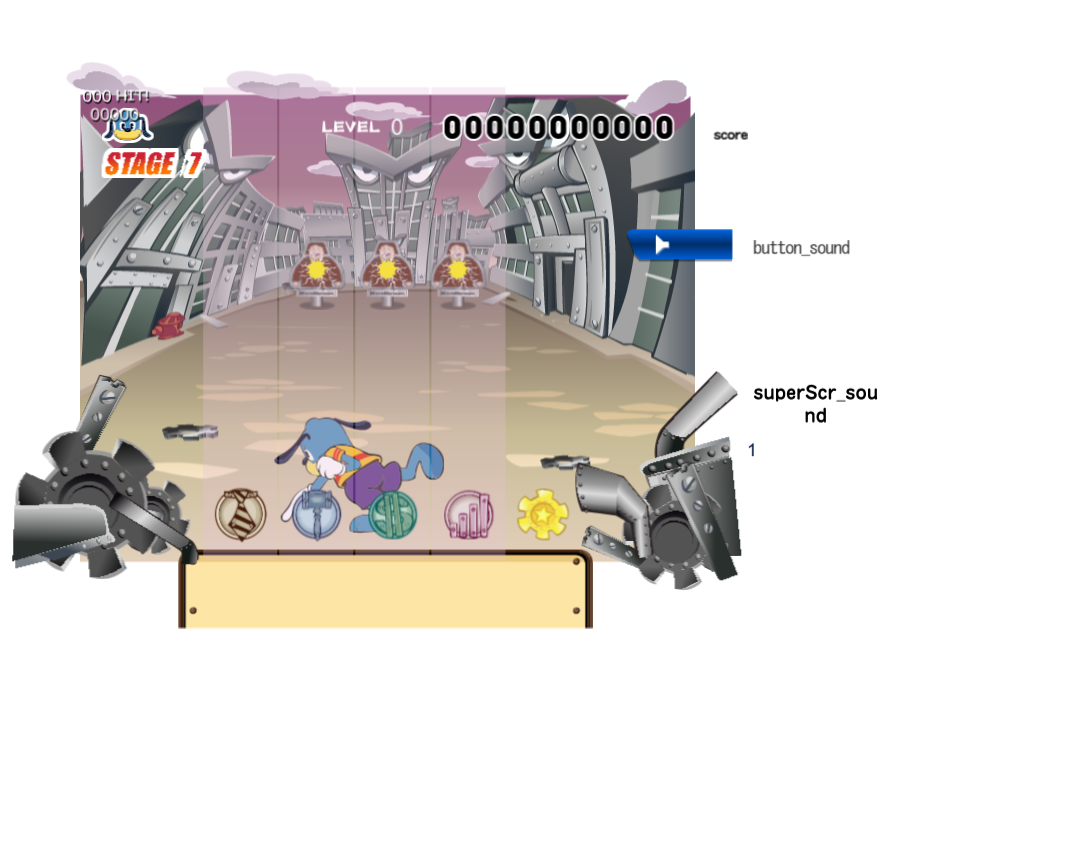 000 HIT!
00000
LEVEL 0
00000000000
score
STAGE 7
button_sound
superScr_sou
nd
1